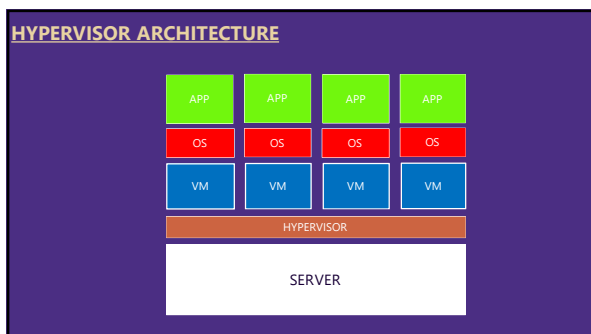 HYPERVISOR ARCHITECTURE
APP APP APP APP
OS OS OS OS
VM VM VM VM
HYPERVISOR
SERVER